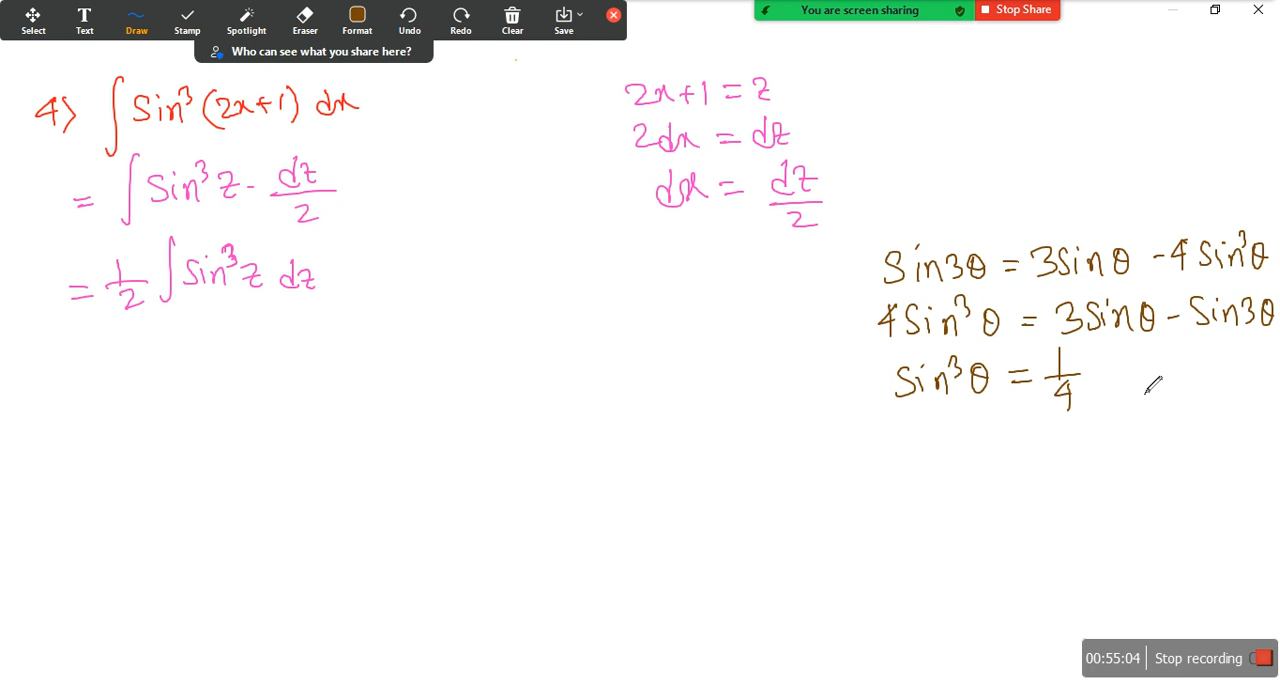 Select Text Draw Stamp Spotlight Eraser Format Undo Redo Clear Save
You are screen sharing Stop Share
Who can see what you share here?
4) ∫ Sin³ (2x+1) dx
= ∫ Sin³ z - dz/2
= 1/2 ∫ Sin³ z dz
2x+1 = z
2dx = dz
dx = dz/2
Sin3θ = 3Sinθ - 4Sin³θ
4Sin³θ = 3Sinθ - Sin3θ
Sin³θ = 1/4
00:55:04 Stop recording